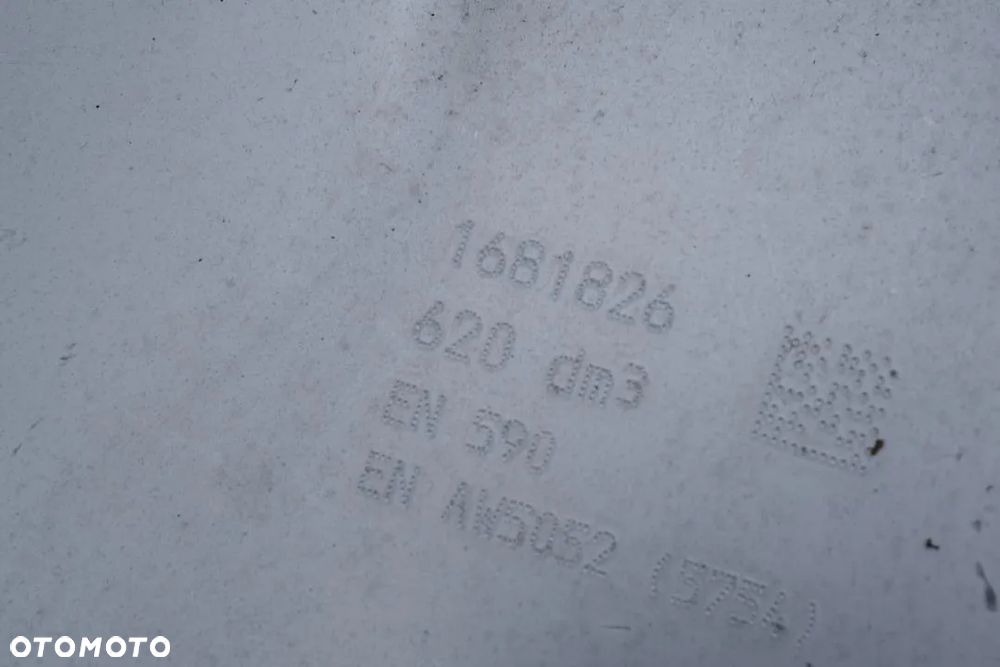 1681826
620 dm3
EN 590
EN AW5052 (5754)
OTOMOTO